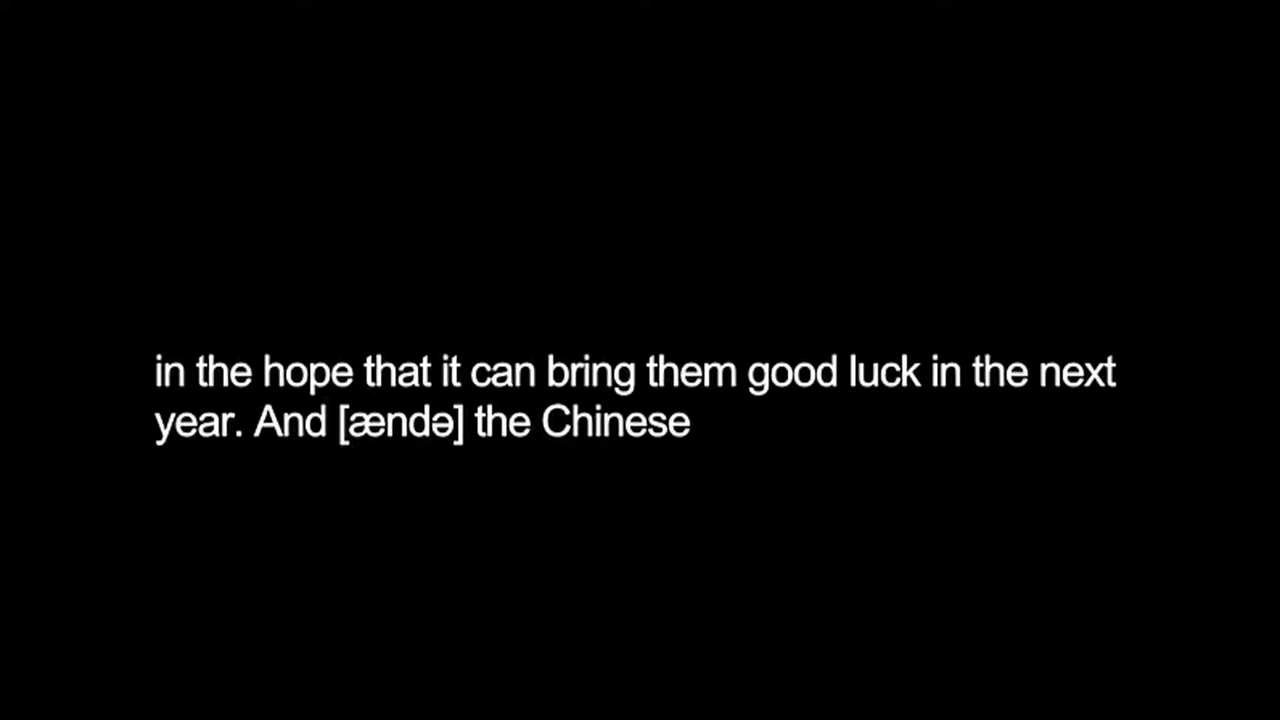 in the hope that it can bring them good luck in the next
year. And [ændə] the Chinese